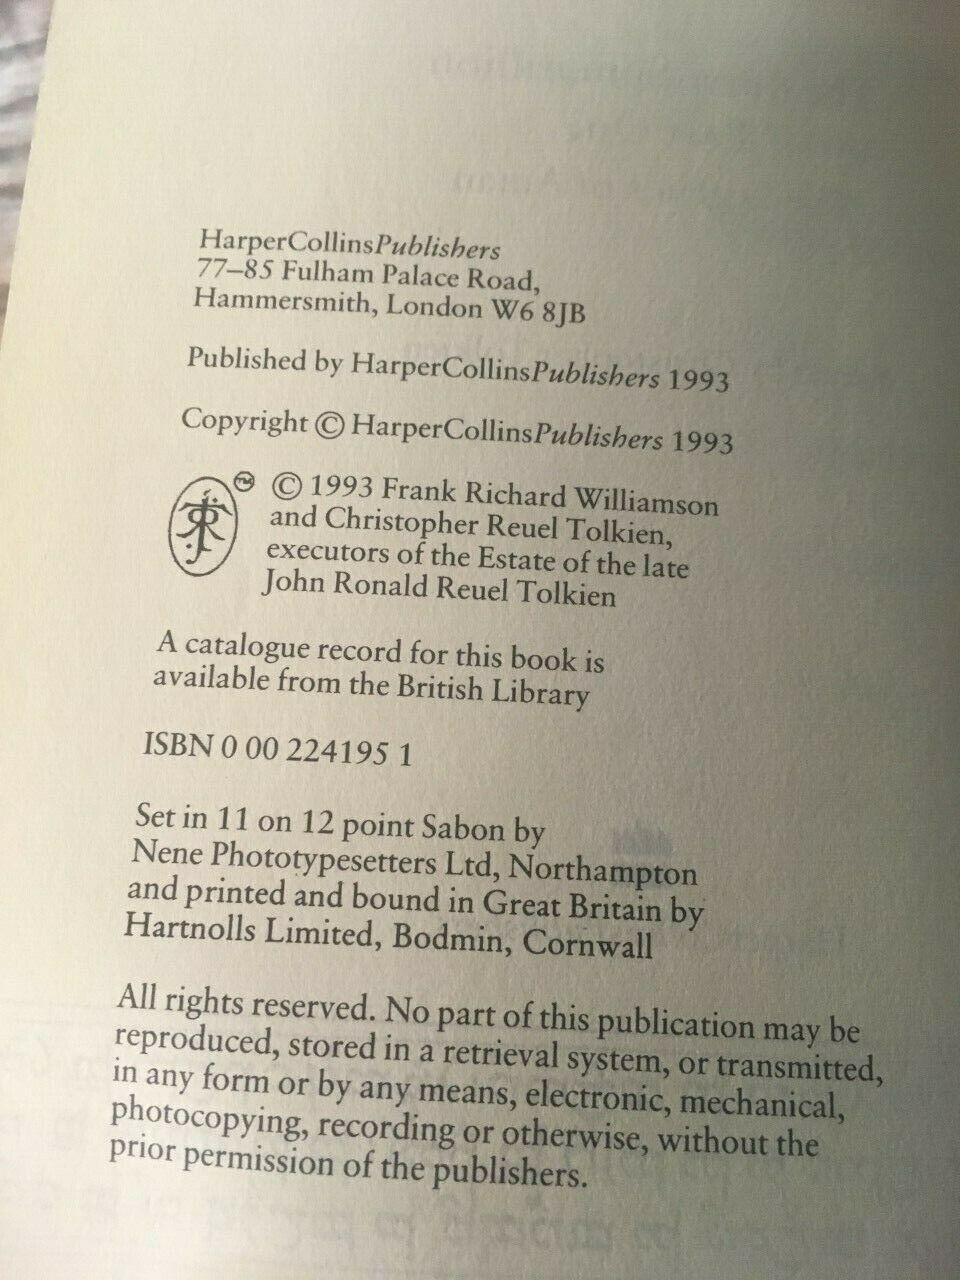 HarperCollinsPublishers
77–85 Fulham Palace Road,
Hammersmith, London W6 8JB
Published by HarperCollinsPublishers 1993
Copyright © HarperCollinsPublishers 1993
TM
© 1993 Frank Richard Williamson
and Christopher Reuel Tolkien,
executors of the Estate of the late
John Ronald Reuel Tolkien
A catalogue record for this book is
available from the British Library
ISBN 0 00 224195 1
Set in 11 on 12 point Sabon by
Nene Phototypesetters Ltd, Northampton
and printed and bound in Great Britain by
Hartnolls Limited, Bodmin, Cornwall
All rights reserved. No part of this publication may be
reproduced, stored in a retrieval system, or transmitted,
in any form or by any means, electronic, mechanical,
photocopying, recording or otherwise, without the
prior permission of the publishers.